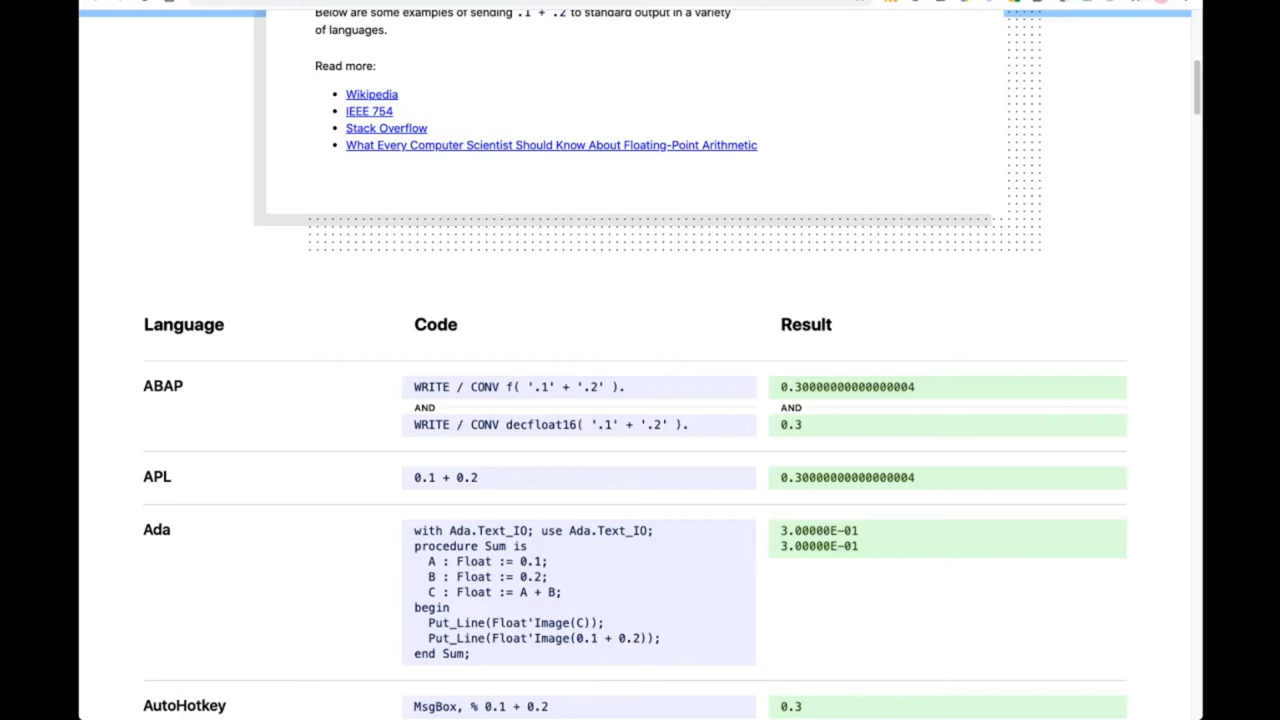 Below are some examples of sending .1 + .2 to standard output in a variety
of languages.
Read more:
• Wikipedia
• IEEE 754
• Stack Overflow
• What Every Computer Scientist Should Know About Floating-Point Arithmetic
Language Code Result
ABAP WRITE / CONV f( '.1' + '.2' ). 0.30000000000000004
AND AND
WRITE / CONV decfloat16( '.1' + '.2' ). 0.3
APL 0.1 + 0.2 0.30000000000000004
Ada with Ada.Text_IO; use Ada.Text_IO; 3.00000E-01
procedure Sum is 3.00000E-01
A : Float := 0.1;
B : Float := 0.2;
C : Float := A + B;
begin
Put_Line(Float'Image(C));
Put_Line(Float'Image(0.1 + 0.2));
end Sum;
AutoHotkey MsgBox, % 0.1 + 0.2 0.3